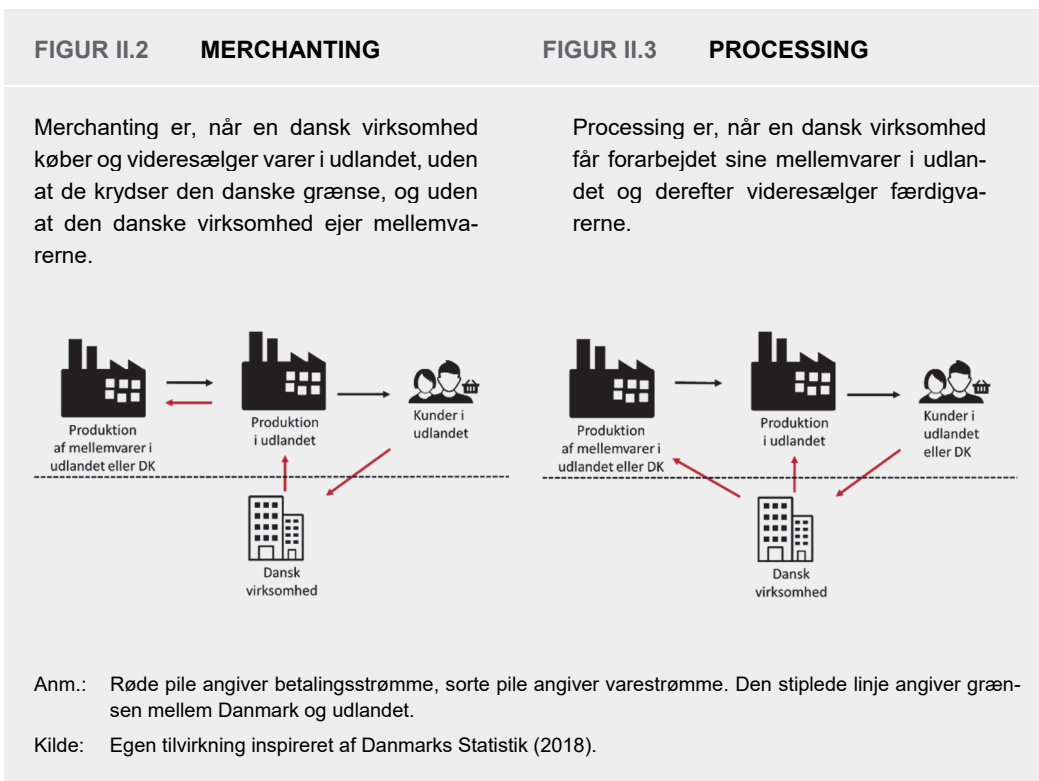 FIGUR II.2 MERCHANTING
Merchanting er, når en dansk virksomhed
køber og videresælger varer i udlandet, uden
at de krydser den danske grænse, og uden
at den danske virksomhed ejer mellemva-
rerne.
Produktion
af mellemvarer i
udlandet eller DK
Produktion
i udlandet
Kunder i
udlandet
Dansk
virksomhed
FIGUR II.3 PROCESSING
Processing er, når en dansk virksomhed
får forarbejdet sine mellemvarer i udlan-
det og derefter videresælger færdigva-
rerne.
Produktion
af mellemvarer i
udlandet eller DK
Produktion
i udlandet
Kunder i
udlandet
eller DK
Dansk
virksomhed
Anm.: Røde pile angiver betalingsstrømme, sorte pile angiver varestrømme. Den stiplede linje angiver græn-
sen mellem Danmark og udlandet.
Kilde: Egen tilvirkning inspireret af Danmarks Statistik (2018).